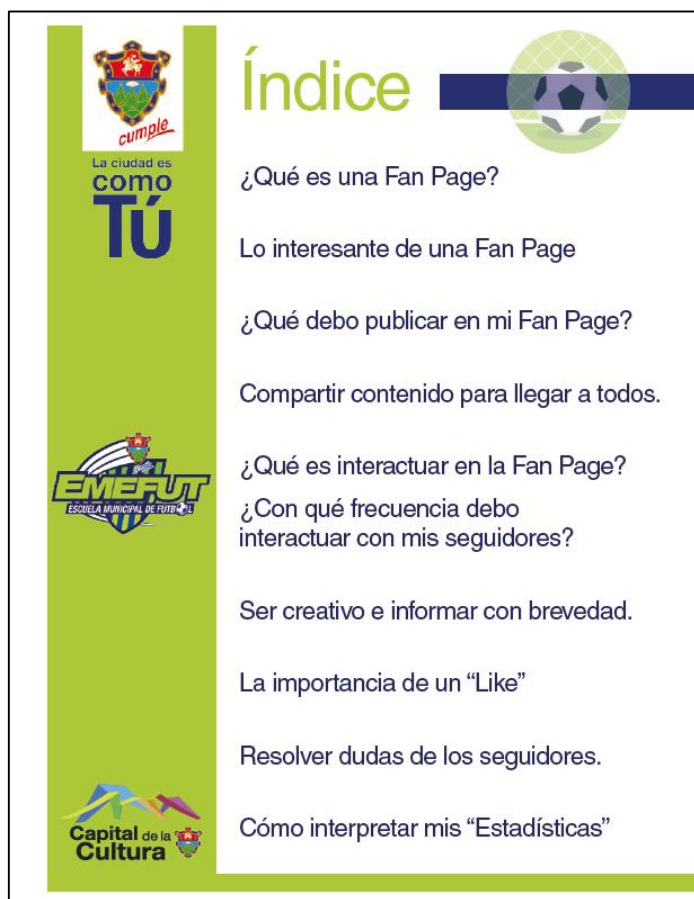 Índice
cumple
La ciudad es
como
Tú
¿Qué es una Fan Page?
Lo interesante de una Fan Page
¿Qué debo publicar en mi Fan Page?
Compartir contenido para llegar a todos.
¿Qué es interactuar en la Fan Page?
¿Con qué frecuencia debo
interactuar con mis seguidores?
EMEFUT
ESCUELA MUNICIPAL DE FUTBOL
Ser creativo e informar con brevedad.
La importancia de un “Like”
Resolver dudas de los seguidores.
Cómo interpretar mis “Estadísticas”
Capital de la
Cultura